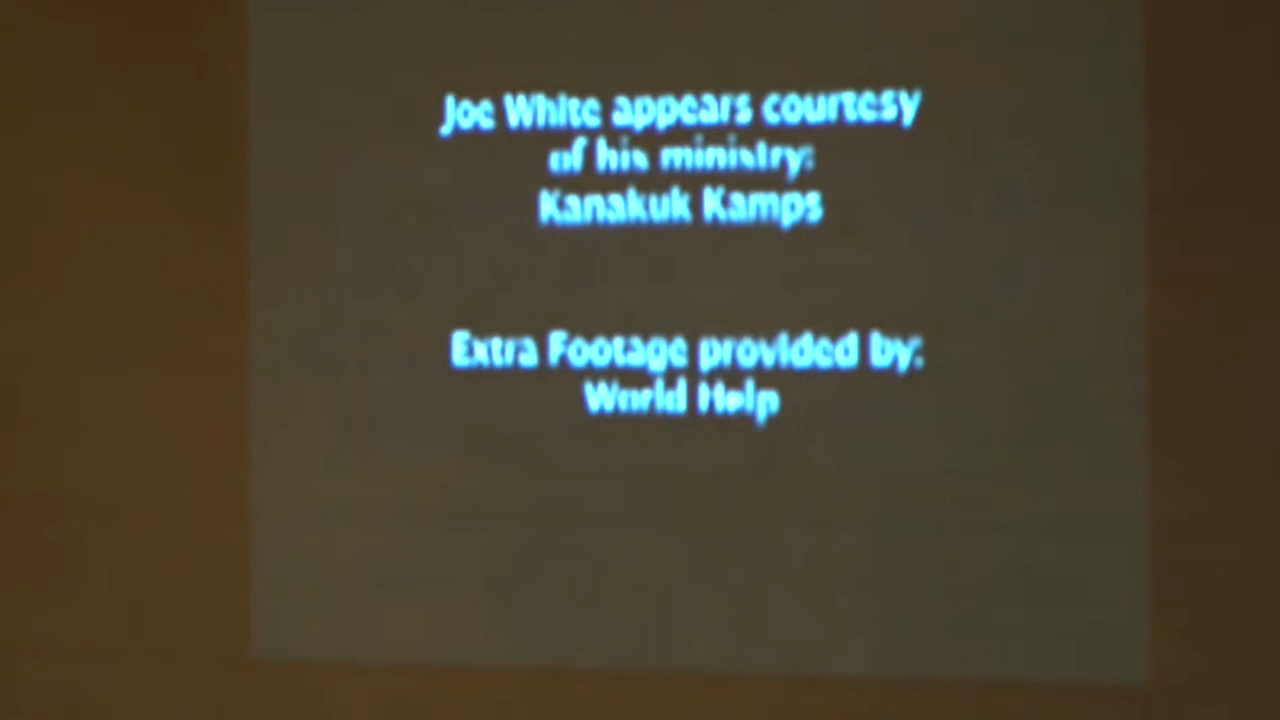 Joe White appears courtesy
of his ministry:
Kanakuk Kamps
Extra Footage provided by:
World Help